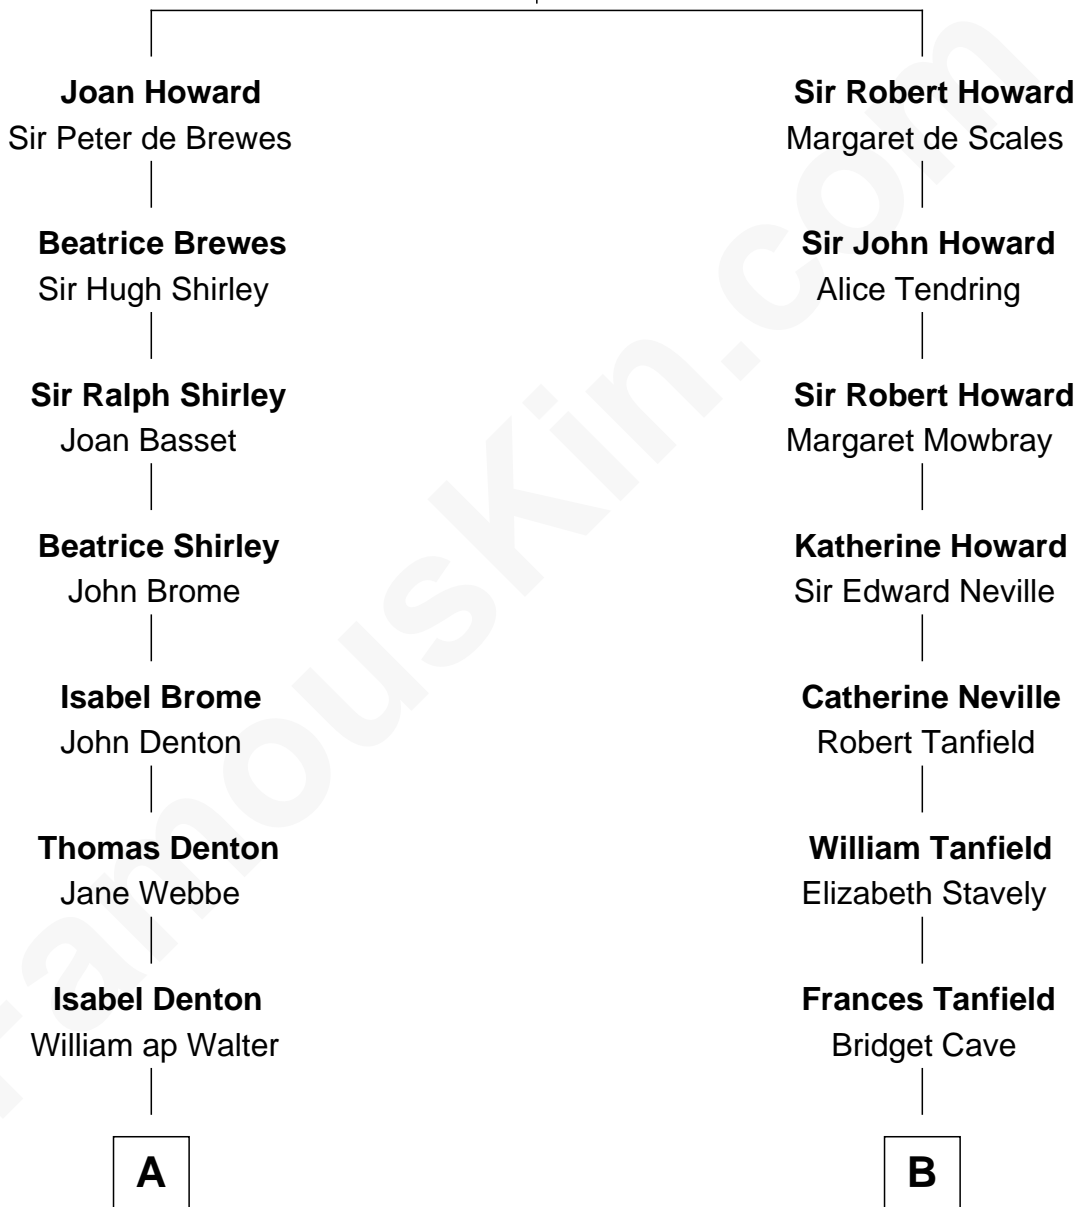 Joan Howard
Sir Peter de Brewes
Beatrice Brewes
Sir Hugh Shirley
Sir Ralph Shirley
Joan Basset
Beatrice Shirley
John Brome
Isabel Brome
John Denton
Thomas Denton
Jane Webbe
Isabel Denton
William ap Walter
A
Sir Robert Howard
Margaret de Scales
Sir John Howard
Alice Tendring
Sir Robert Howard
Margaret Mowbray
Katherine Howard
Sir Edward Neville
Catherine Neville
Robert Tanfield
William Tanfield
Elizabeth Stavely
Frances Tanfield
Bridget Cave
B
FamousKin.com